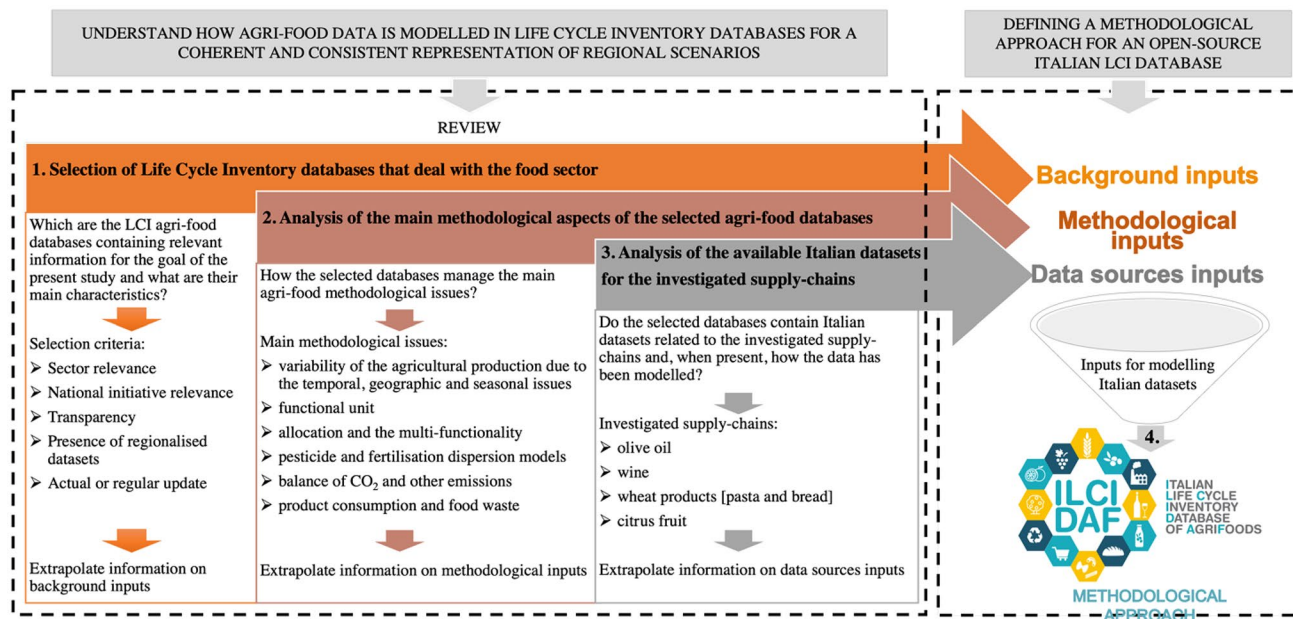 UNDERSTAND HOW AGRI-FOOD DATA IS MODELLED IN LIFE CYCLE INVENTORY DATABASES FOR A
COHERENT AND CONSISTENT REPRESENTATION OF REGIONAL SCENARIOS
DEFINING A METHODOLOGICAL
APPROACH FOR AN OPEN-SOURCE
ITALIAN LCI DATABASE
REVIEW
1. Selection of Life Cycle Inventory databases that deal with the food sector
Which are the LCI agri-food
databases containing relevant
information for the goal of the
present study and what are their
main characteristics?
Selection criteria:
➢ Sector relevance
➢ National initiative relevance
➢ Transparency
➢ Presence of regionalised
datasets
➢ Actual or regular update
Extrapolate information on
background inputs
2. Analysis of the main methodological aspects of the selected agri-food databases
How the selected databases manage the main
agri-food methodological issues?
Main methodological issues:
➢ variability of the agricultural production due to
the temporal, geographic and seasonal issues
➢ functional unit
➢ allocation and the multi-functionality
➢ pesticide and fertilisation dispersion models
➢ balance of CO₂ and other emissions
➢ product consumption and food waste
Extrapolate information on methodological inputs
3. Analysis of the available Italian datasets
for the investigated supply-chains
Do the selected databases contain Italian
datasets related to the investigated supply-
chains and, when present, how the data has
been modelled?
Investigated supply-chains:
➢ olive oil
➢ wine
➢ wheat products [pasta and bread]
➢ citrus fruit
Extrapolate information on data sources inputs
Background inputs
Methodological
inputs
Data sources inputs
Inputs for modelling
Italian datasets
4.
ILCI
DAF
ITALIAN
LIFE CYCLE
INVENTORY
DATABASE
OF AGRIFOODS
METHODOLOGICAL
APPROACH